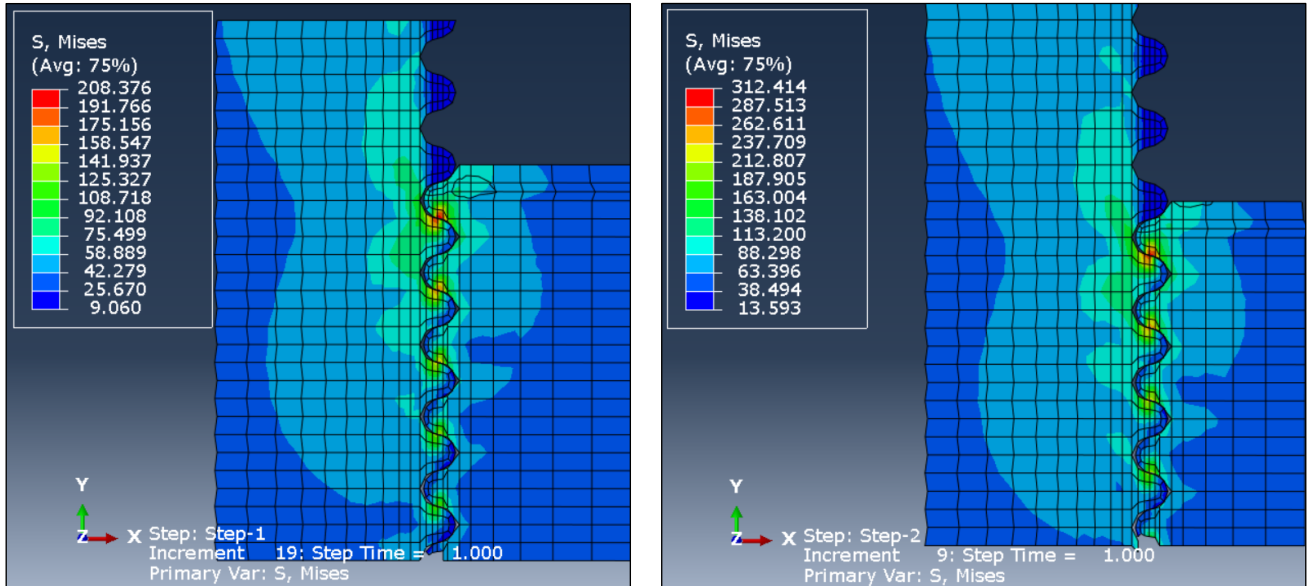 S, Mises
(Avg: 75%)
208.376
191.766
175.156
158.547
141.937
125.327
108.718
92.108
75.499
58.889
42.279
25.670
9.060
Y
Z
X
Step: Step-1
Increment 19: Step Time = 1.000
Primary Var: S, Mises
S, Mises
(Avg: 75%)
312.414
287.513
262.611
237.709
212.807
187.905
163.004
138.102
113.200
88.298
63.396
38.494
13.593
Y
Z
X
Step: Step-2
Increment 9: Step Time = 1.000
Primary Var: S, Mises